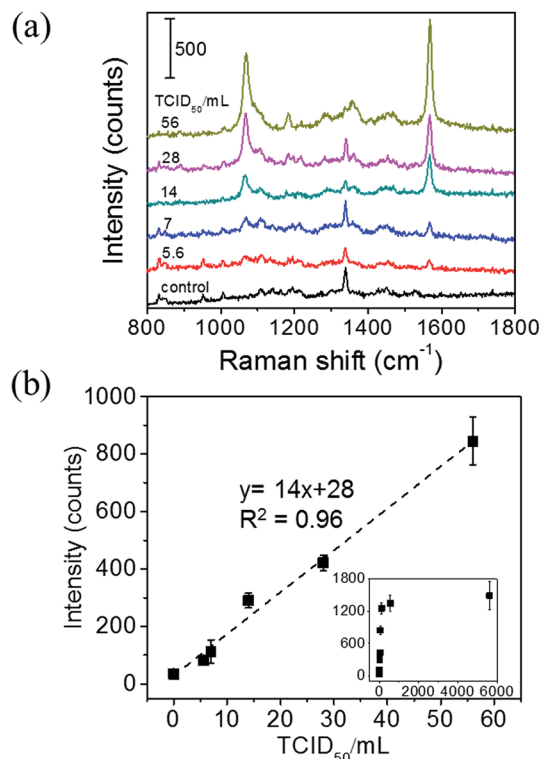 (a)
500
TCID50/mL
56
28
14
7
5.6
control
Intensity (counts)
800 1000 1200 1400 1600 1800
Raman shift (cm-1)
(b)
1000
800
600
400
200
0
Intensity (counts)
y= 14x+28
R2 = 0.96
1800
1200
600
0
0 2000 4000 6000
0 10 20 30 40 50 60
TCID50/mL